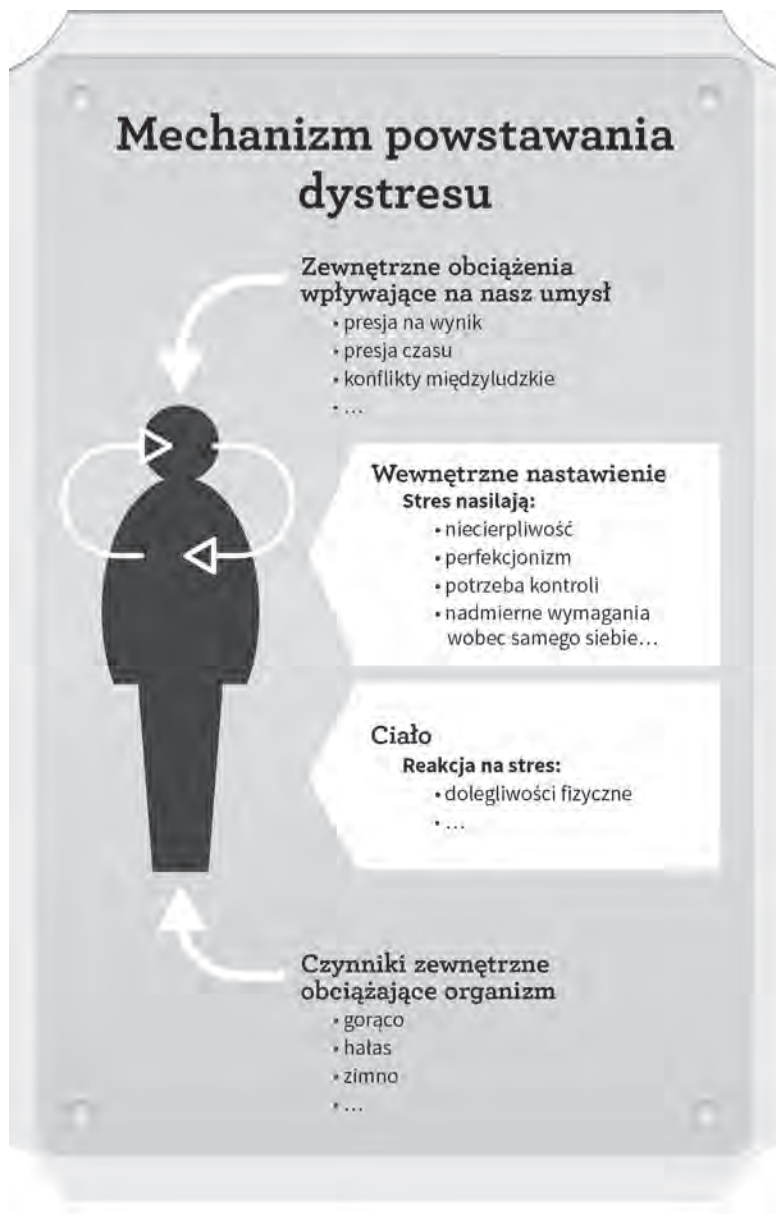 Mechanizm powstawania
dystresu
Zewnętrzne obciążenia
wpływające na nasz umysł
• presja na wynik
• presja czasu
• konflikty międzyludzkie
• ...
Wewnętrzne nastawienie
Stres nasilają:
• niecierpliwość
• perfekcjonizm
• potrzeba kontroli
• nadmierne wymagania
wobec samego siebie...
Ciało
Reakcja na stres:
• dolegliwości fizyczne
• ...
Czynniki zewnętrzne
obciążające organizm
• gorąco
• hałas
• zimno
• ...